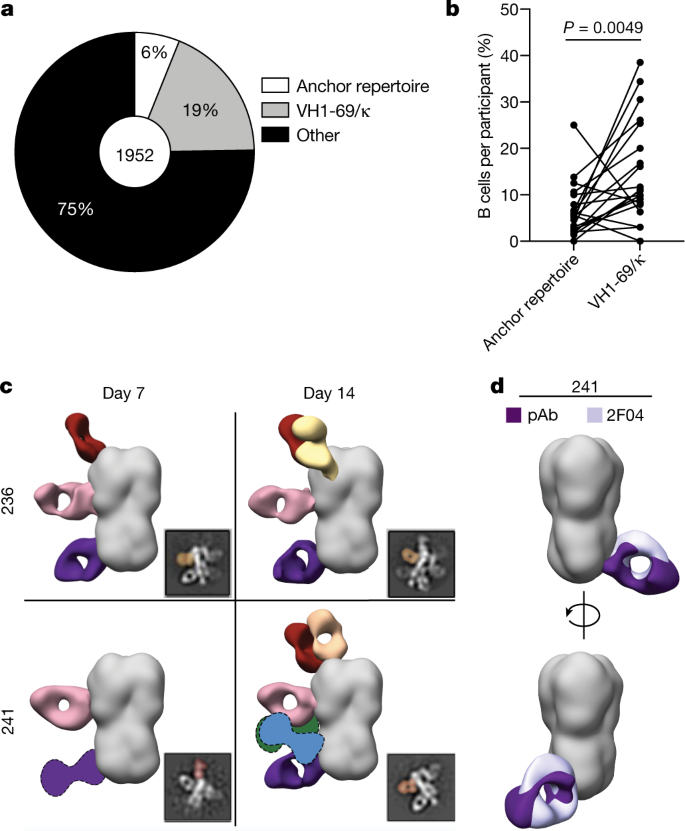 a
6%
19%
1952
75%
Anchor repertoire
VH1-69/κ
Other
b
P = 0.0049
B cells per participant (%)
50
40
30
20
10
0
Anchor repertoire
VH1-69/κ
c
Day 7
Day 14
236
241
d
241
pAb
2F04